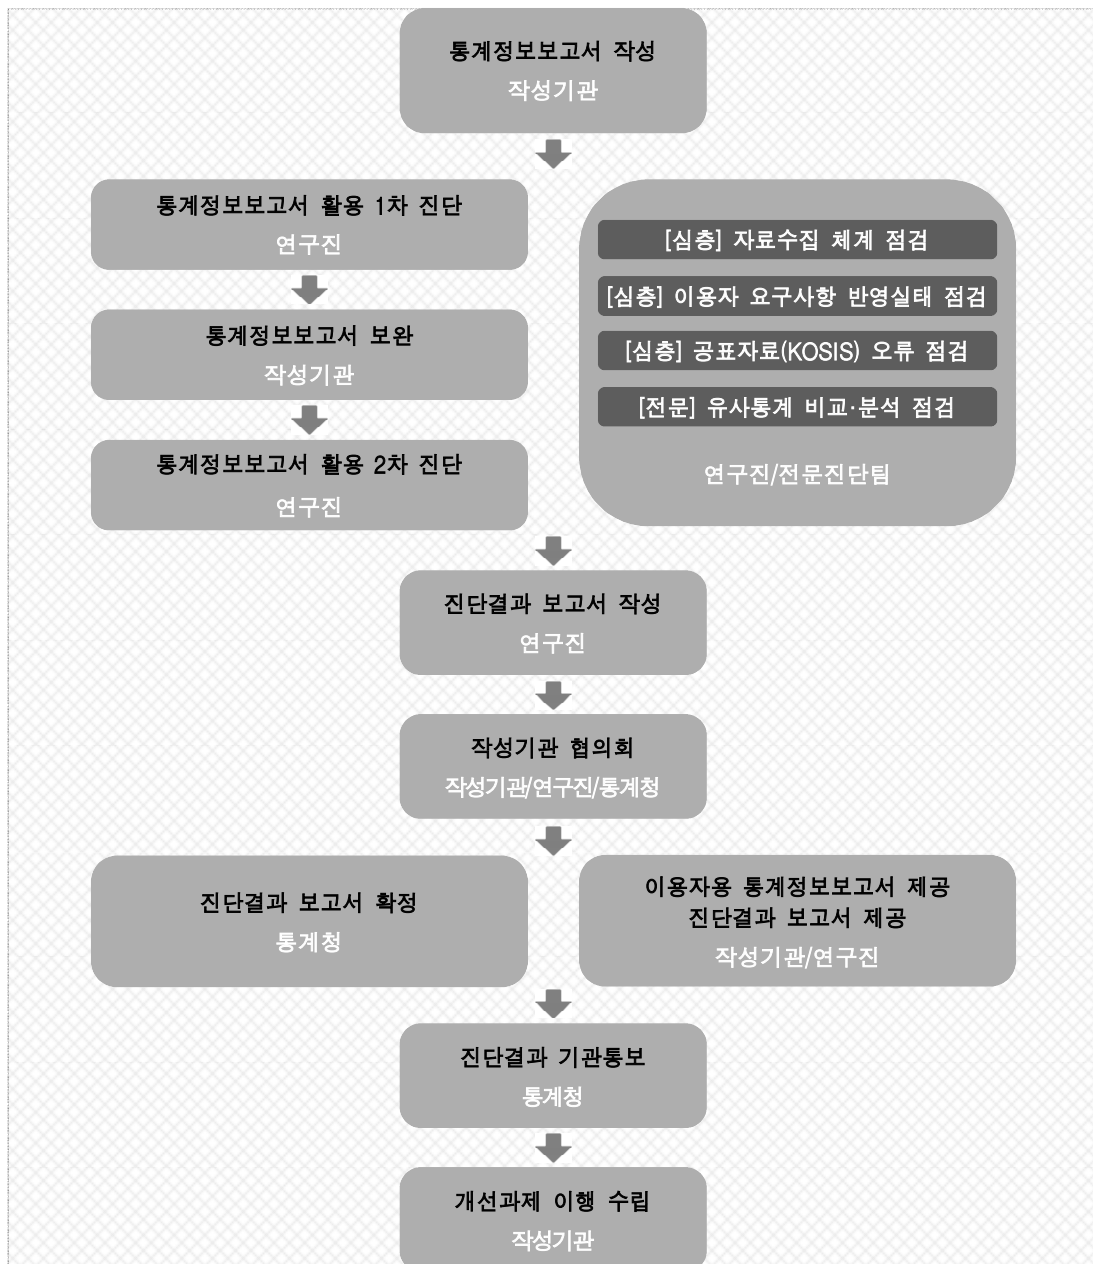 통계정보보고서 작성
작성기관
통계정보보고서 활용 1차 진단
연구진
통계정보보고서 보완
작성기관
통계정보보고서 활용 2차 진단
연구진
[심층] 자료수집 체계 점검
[심층] 이용자 요구사항 반영실태 점검
[심층] 공표자료(KOSIS) 오류 점검
[전문] 유사통계 비교·분석 점검
연구진/전문진단팀
진단결과 보고서 작성
연구진
작성기관 협의회
작성기관/연구진/통계청
진단결과 보고서 확정
통계청
이용자용 통계정보보고서 제공
진단결과 보고서 제공
작성기관/연구진
진단결과 기관통보
통계청
개선과제 이행 수립
작성기관